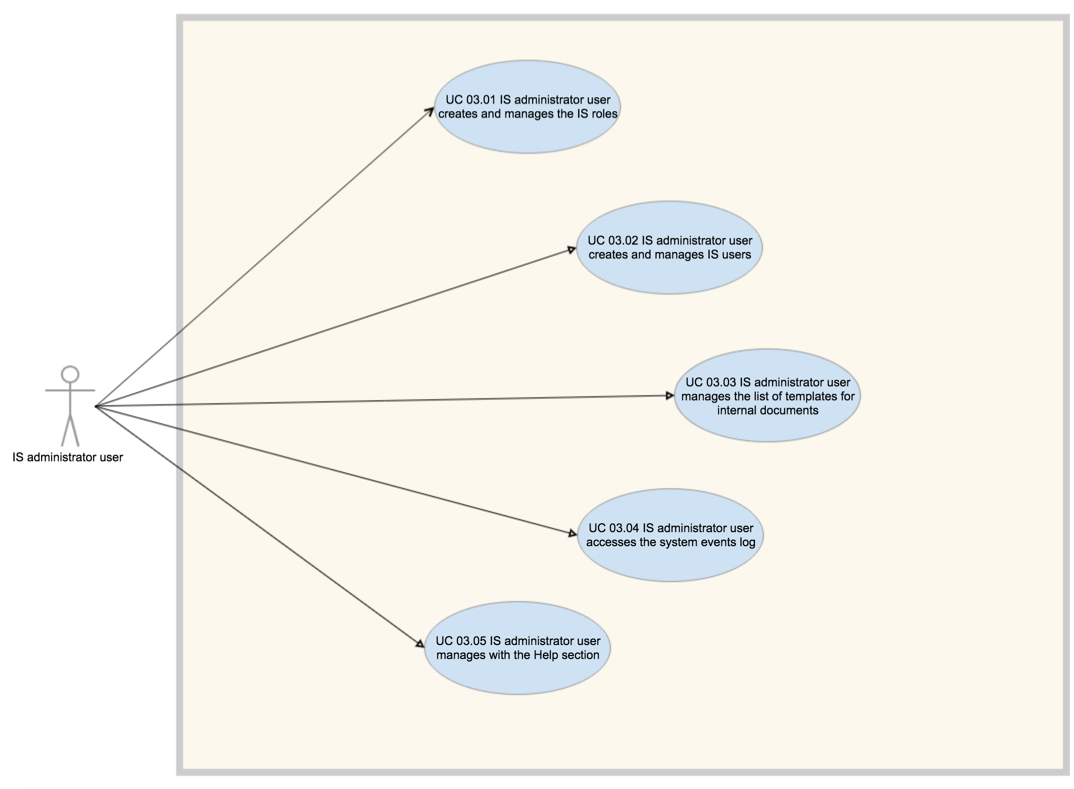 UC 03.01 IS administrator user
creates and manages the IS roles
UC 03.02 IS administrator user
creates and manages IS users
UC 03.03 IS administrator user
manages the list of templates for
internal documents
IS administrator user
UC 03.04 IS administrator user
accesses the system events log
UC 03.05 IS administrator user
manages with the Help section